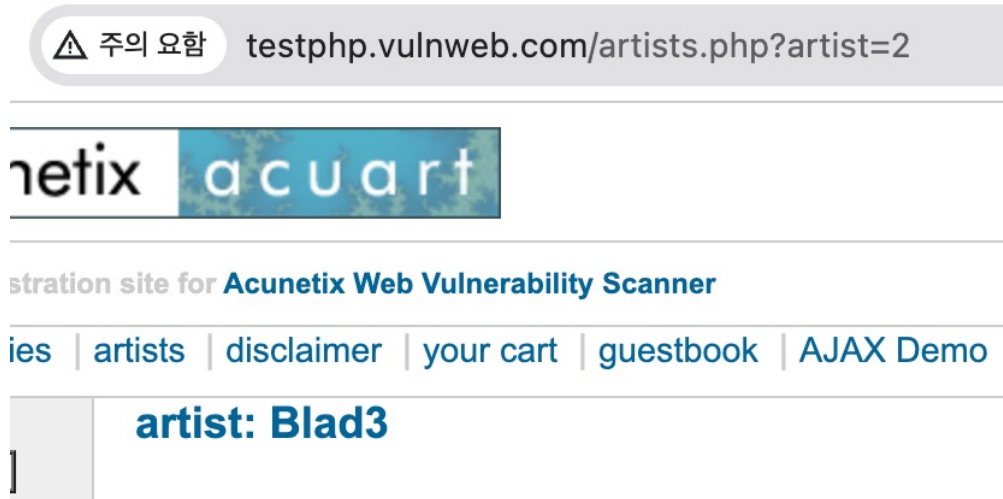 주의 요함 testphp.vulnweb.com/artists.php?artist=2
netix acuart
stration site for Acunetix Web Vulnerability Scanner
ies | artists | disclaimer | your cart | guestbook | AJAX Demo
artist: Blad3